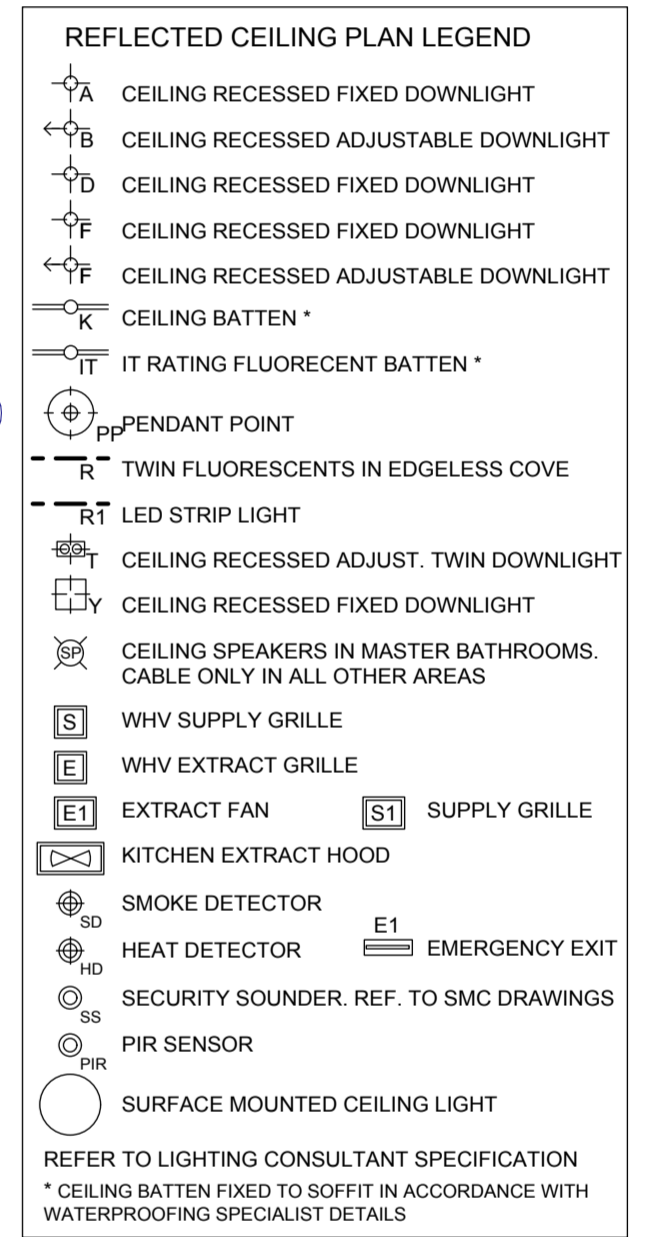 REFLECTED CEILING PLAN LEGEND
A CEILING RECESSED FIXED DOWNLIGHT
B CEILING RECESSED ADJUSTABLE DOWNLIGHT
D CEILING RECESSED FIXED DOWNLIGHT
F CEILING RECESSED FIXED DOWNLIGHT
F CEILING RECESSED ADJUSTABLE DOWNLIGHT
K CEILING BATTEN *
IT IT RATING FLUORECENT BATTEN *
PP PENDANT POINT
R TWIN FLUORESCENTS IN EDGELESS COVE
R1 LED STRIP LIGHT
T CEILING RECESSED ADJUST. TWIN DOWNLIGHT
Y CEILING RECESSED FIXED DOWNLIGHT
SP CEILING SPEAKERS IN MASTER BATHROOMS.
CABLE ONLY IN ALL OTHER AREAS
S WHV SUPPLY GRILLE
E WHV EXTRACT GRILLE
E1 EXTRACT FAN S1 SUPPLY GRILLE
KITCHEN EXTRACT HOOD
SD SMOKE DETECTOR
HD HEAT DETECTOR E1 EMERGENCY EXIT
SS SECURITY SOUNDER. REF. TO SMC DRAWINGS
PIR PIR SENSOR
SURFACE MOUNTED CEILING LIGHT
REFER TO LIGHTING CONSULTANT SPECIFICATION
* CEILING BATTEN FIXED TO SOFFIT IN ACCORDANCE WITH
WATERPROOFING SPECIALIST DETAILS